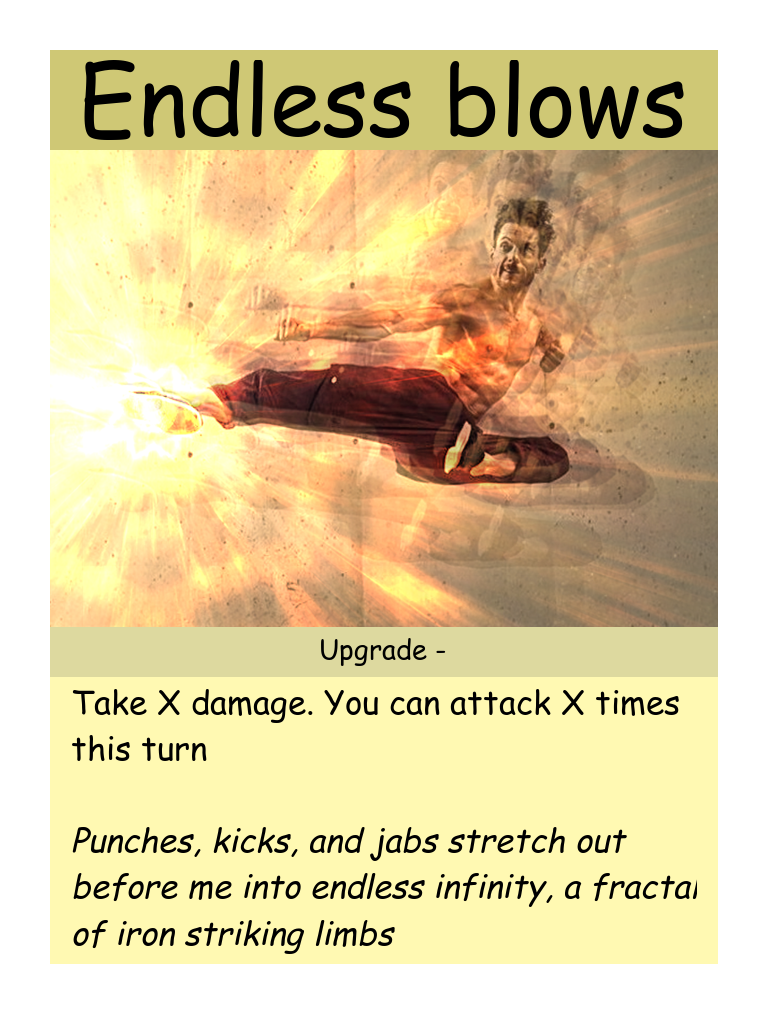 Endless blows
Upgrade -
Take X damage. You can attack X times
this turn
Punches, kicks, and jabs stretch out
before me into endless infinity, a fractal
of iron striking limbs